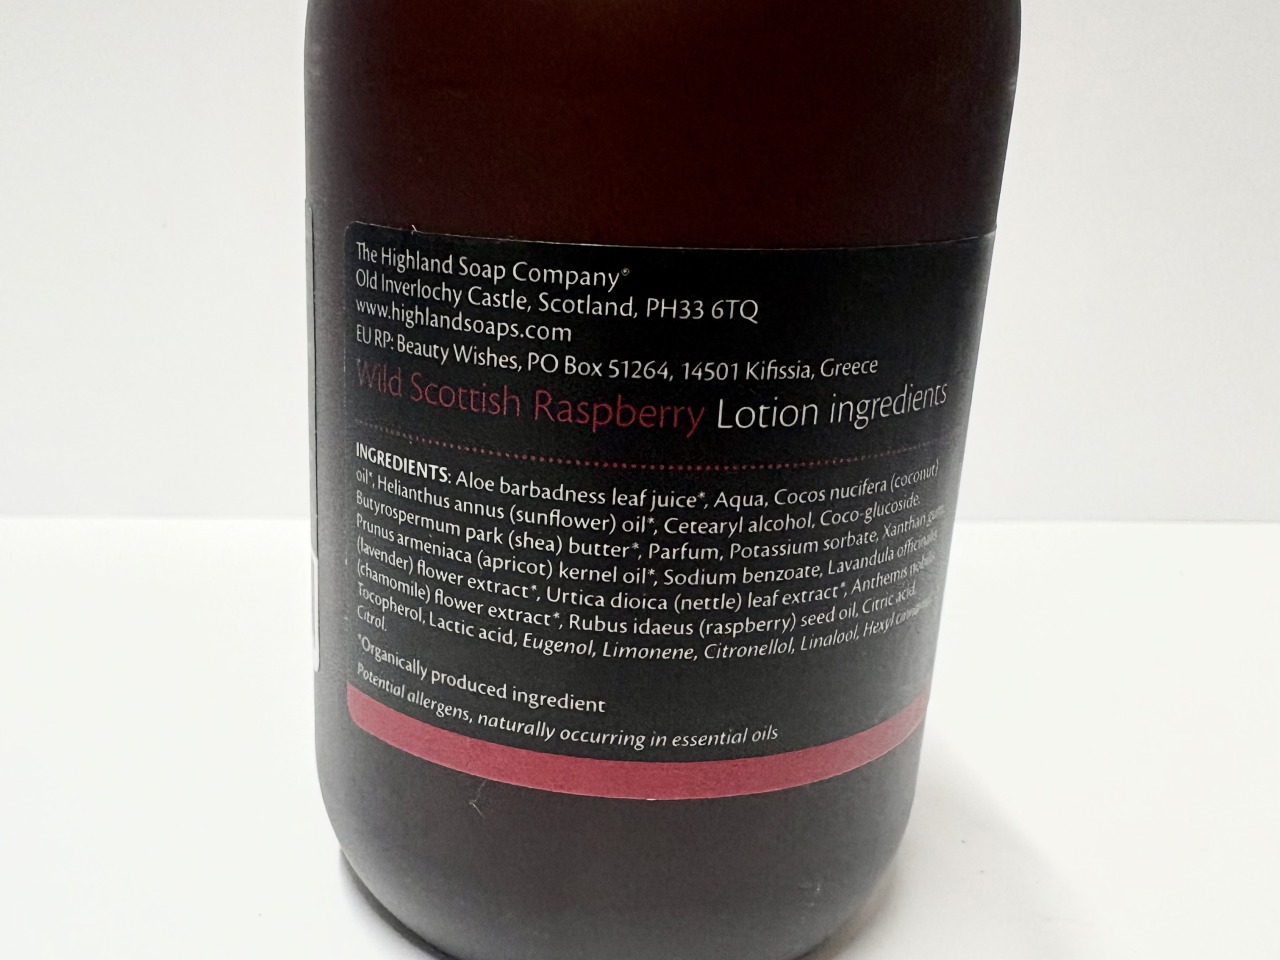 The Highland Soap Company®
Old Inverlochy Castle, Scotland, PH33 6TQ
www.highlandsoaps.com
EU RP: Beauty Wishes, PO Box 51264, 14501 Kifissia, Greece
Wild Scottish Raspberry Lotion ingredients
INGREDIENTS: Aloe barbadness leaf juice*, Aqua, Cocos nucifera (coconut)
oil*, Helianthus annus (sunflower) oil*, Cetearyl alcohol, Coco-glucoside.
Butyrospermum park (shea) butter*, Parfum, Potassium sorbate, Xanthan gum,
Prunus armeniaca (apricot) kernel oil*, Sodium benzoate, Lavandula officinalis
(lavender) flower extract*, Urtica dioica (nettle) leaf extract*, Anthemis nobilis
(chamomile) flower extract*, Rubus idaeus (raspberry) seed oil, Citric acid,
Tocopherol, Lactic acid, Eugenol, Limonene, Citronellol, Linalool, Hexyl
Citrol.
*Organically produced ingredient
Potential allergens, naturally occurring in essential oils